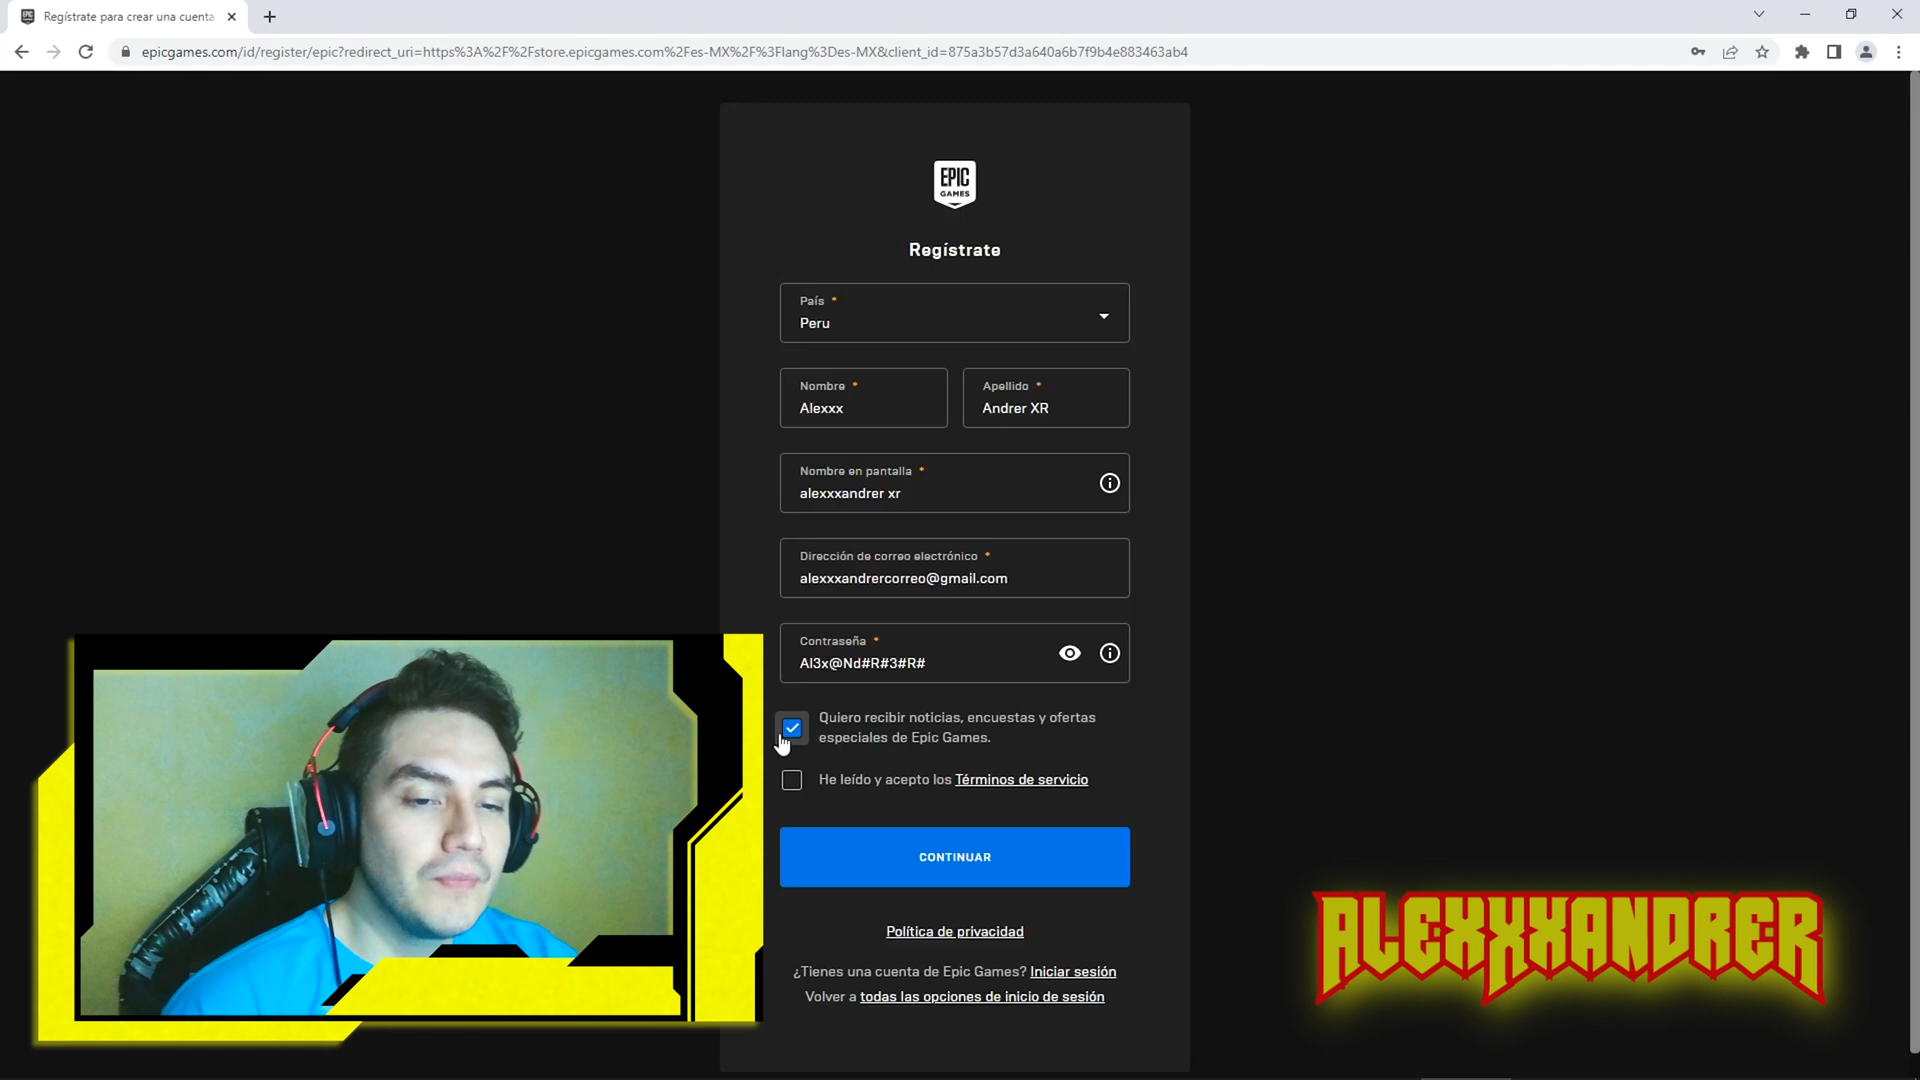 Regístrate para crear una cuenta
epicgames.com/id/register/epic?redirect_uri=https%3A%2F%2Fstore.epicgames.com%2Fes-MX%2F%3Flang%3Des-MX&client_id=875a3b57d3a640a6b7f9b4e883463ab4
EPIC
GAMES
Regístrate
País *
Peru
Nombre * Apellido *
Alexxx Andrer XR
Nombre en pantalla *
alexxxandrer xr
Dirección de correo electrónico *
alexxxandrercorreo@gmail.com
Contraseña *
Al3x@Nd#R#3#R#
Quiero recibir noticias, encuestas y ofertas
especiales de Epic Games.
He leído y acepto los Términos de servicio
CONTINUAR
Política de privacidad
¿Tienes una cuenta de Epic Games? Iniciar sesión
Volver a todas las opciones de inicio de sesión
ALEXXXANDRER